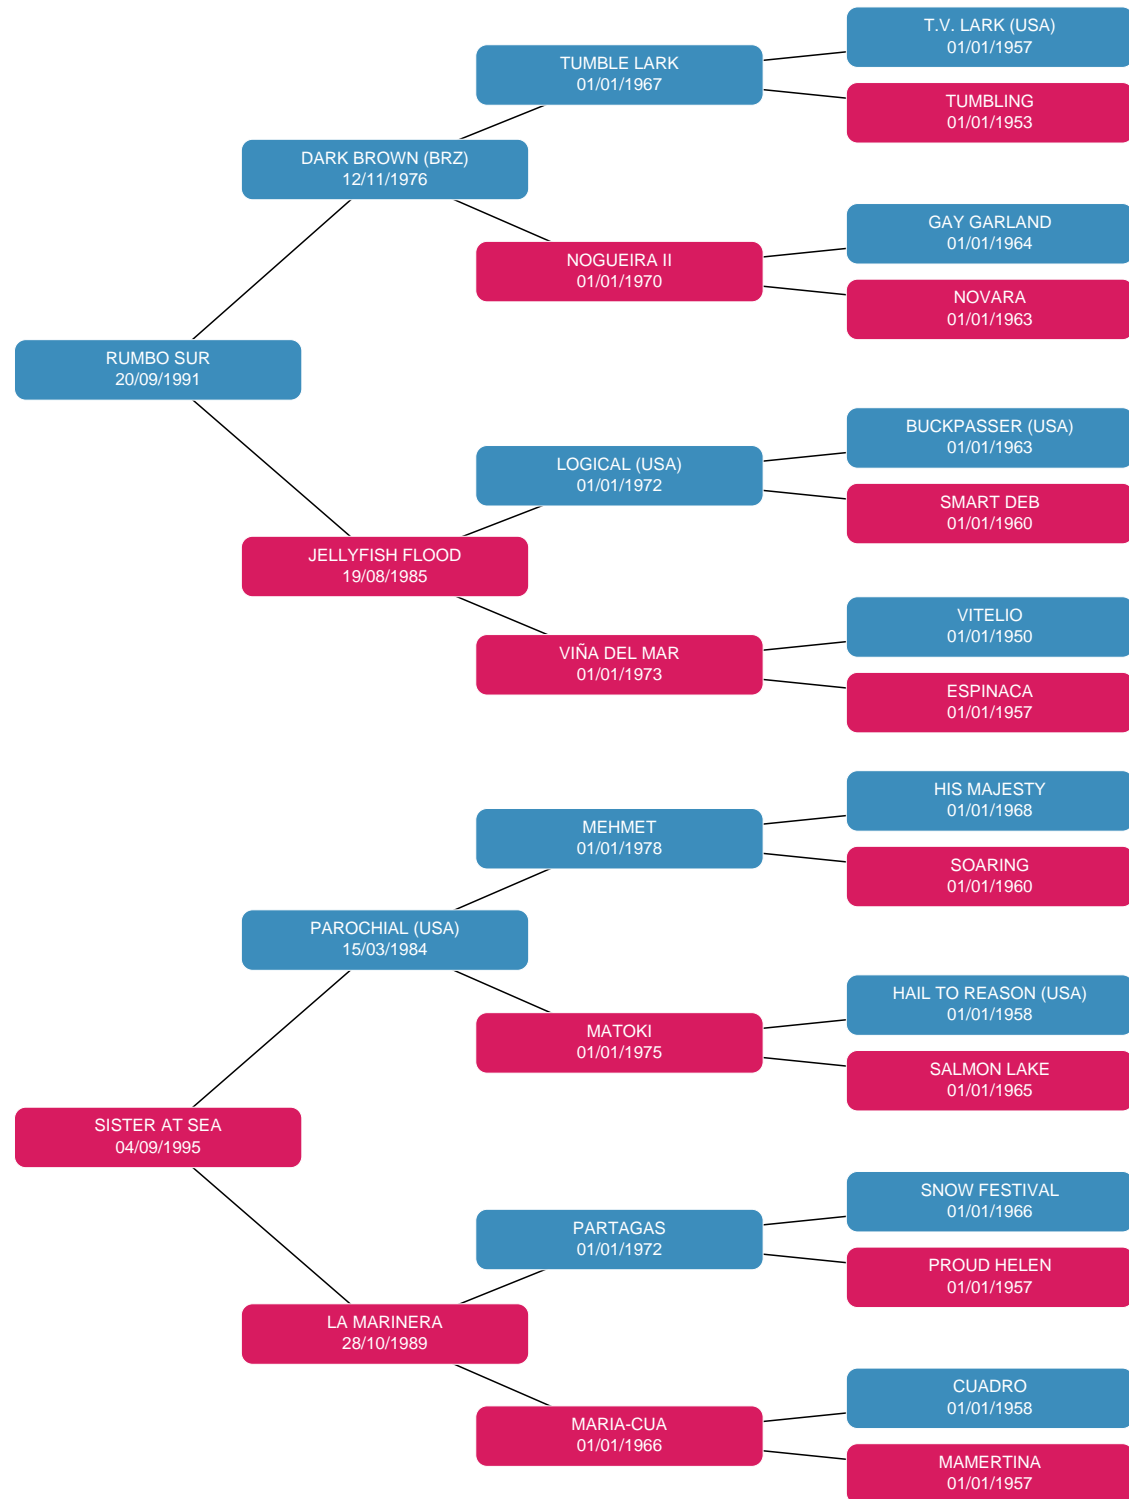 T.V. LARK (USA)
01/01/1957
TUMBLE LARK
01/01/1967
TUMBLING
01/01/1953
DARK BROWN (BRZ)
12/11/1976
GAY GARLAND
01/01/1964
NOGUEIRA II
01/01/1970
NOVARA
01/01/1963
RUMBO SUR
20/09/1991
BUCKPASSER (USA)
01/01/1963
LOGICAL (USA)
01/01/1972
SMART DEB
01/01/1960
JELLYFISH FLOOD
19/08/1985
VITELIO
01/01/1950
VIÑA DEL MAR
01/01/1973
ESPINACA
01/01/1957
HIS MAJESTY
01/01/1968
MEHMET
01/01/1978
SOARING
01/01/1960
PAROCHIAL (USA)
15/03/1984
HAIL TO REASON (USA)
01/01/1958
MATOKI
01/01/1975
SALMON LAKE
01/01/1965
SISTER AT SEA
04/09/1995
SNOW FESTIVAL
01/01/1966
PARTAGAS
01/01/1972
PROUD HELEN
01/01/1957
LA MARINERA
28/10/1989
CUADRO
01/01/1958
MARIA-CUA
01/01/1966
MAMERTINA
01/01/1957